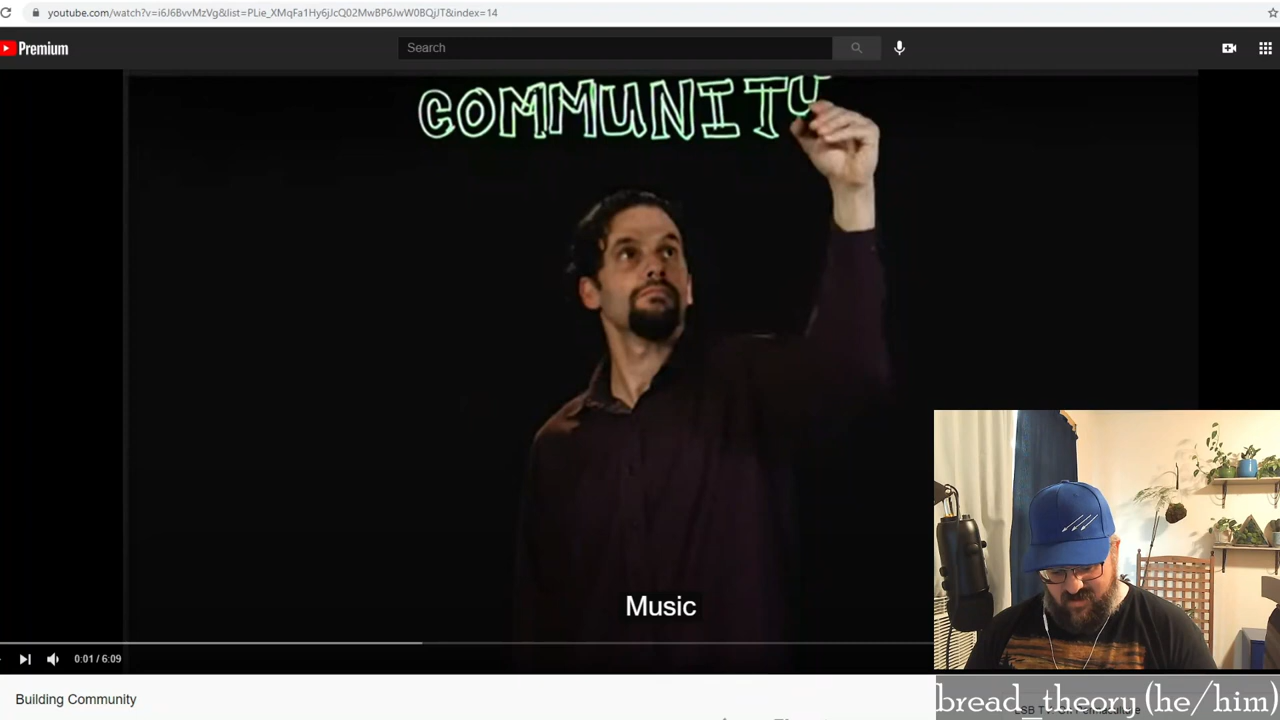 youtube.com/watch?v=i6J6BvvMzVg&list=PLie_XMqFa1Hy6jJcQ02MwBP6JwW0BQjJT&index=14
Premium
Search
COMMUNITY
Music
0:01 / 6:09
Building Community
bread_theory (he/him)